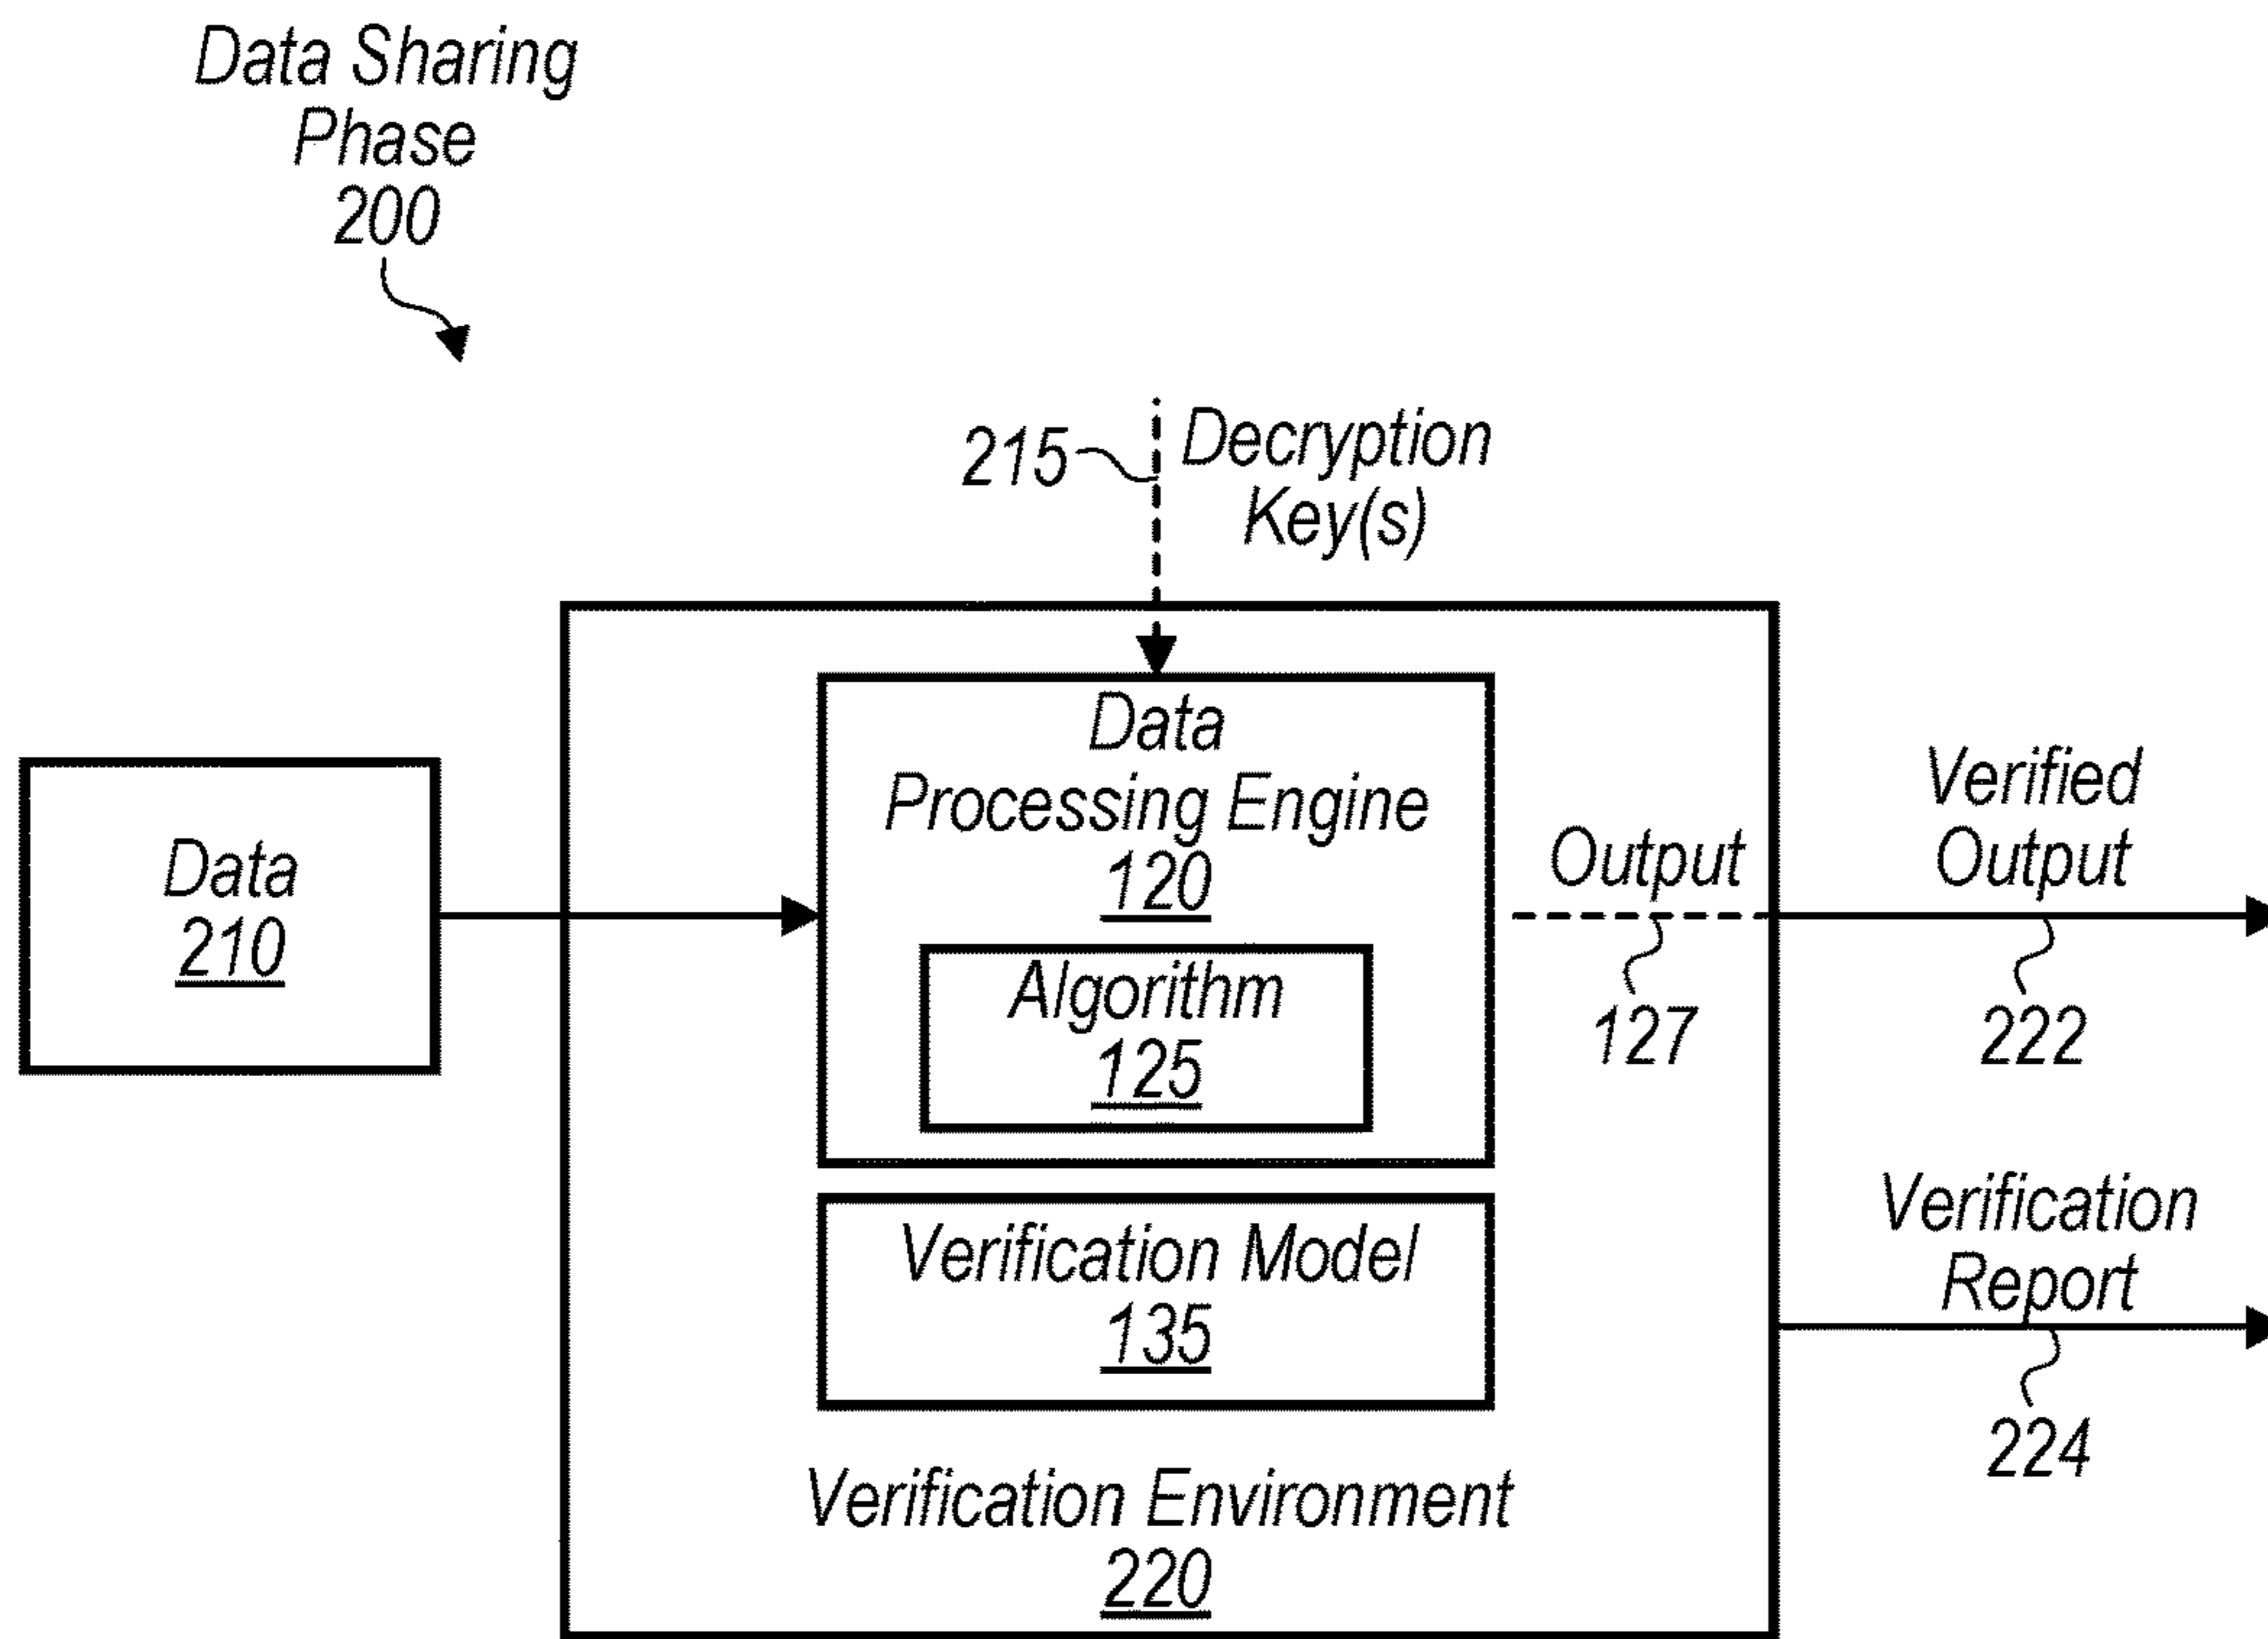 Data Sharing
Phase
200
215
Decryption
Key(s)
Data
210
Data
Processing Engine
120
Algorithm
125
Output
127
Verified
Output
222
Verification Model
135
Verification
Report
224
Verification Environment
220